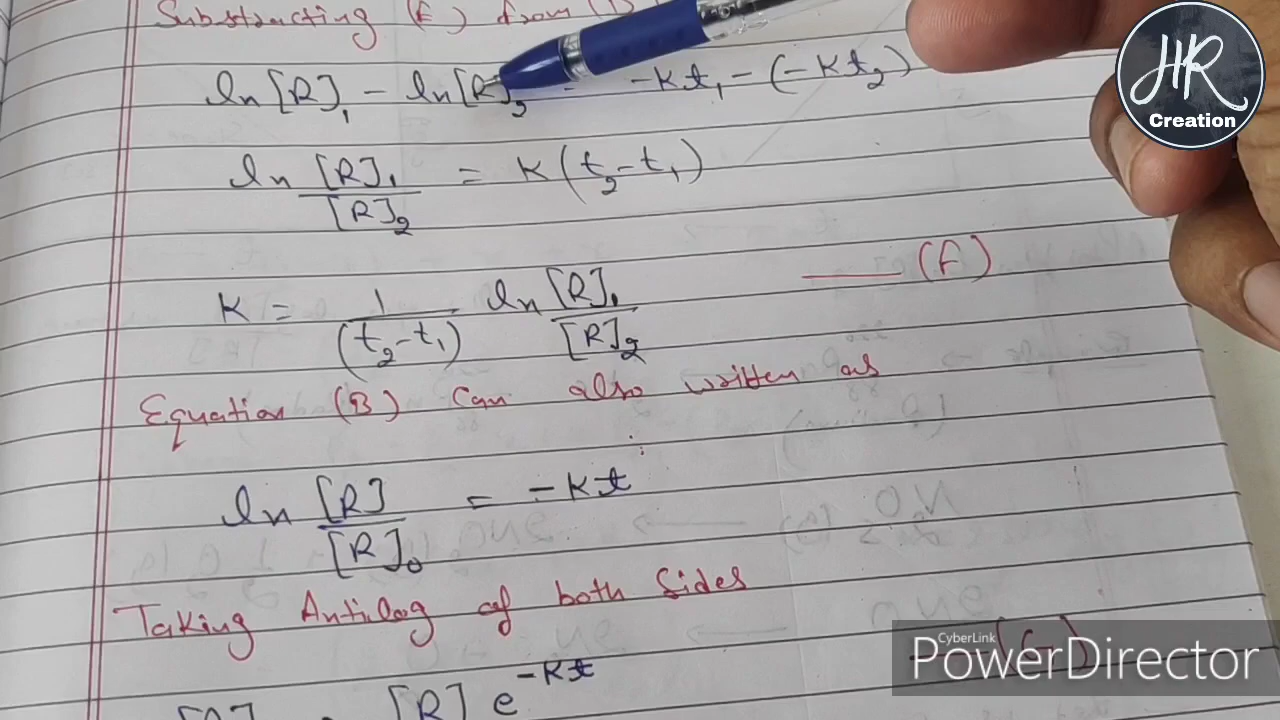 Substracting (E) from
ln [R]₁ - ln [R]₂ = -kt₁ - (-kt₂)
ln [R]₁ / [R]₂ = k (t₂ - t₁)
(F)
k = 1 / (t₂ - t₁) ln [R]₁ / [R]₂
Equation (B) Can also written as
ln [R] / [R]₀ = -kt
Taking Antilog of both Sides
(G)
[R] e^-kt
HR
Creation
CyberLink
PowerDirector